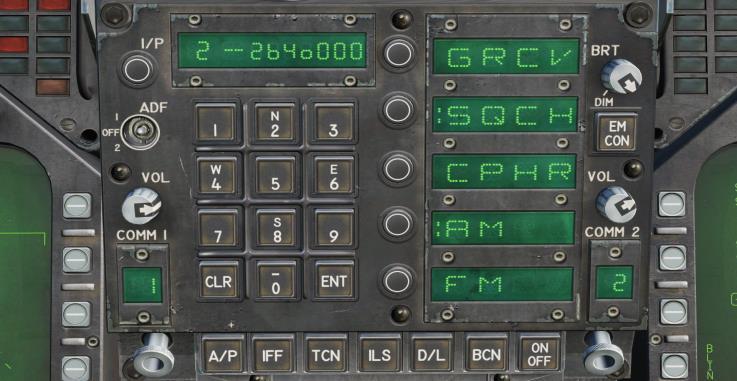 I/P
2 --264.000
GRCV
BRT
ADF
1
OFF
2
DIM
:SQCH
EM
CON
1
N
2
3
CPHR
W
4
5
E
6
VOL
VOL
7
S
8
9
:AM
COMM 1
COMM 2
CLR
-
0
ENT
1
FM
2
A/P
IFF
TCN
ILS
D/L
BCN
ON
OFF